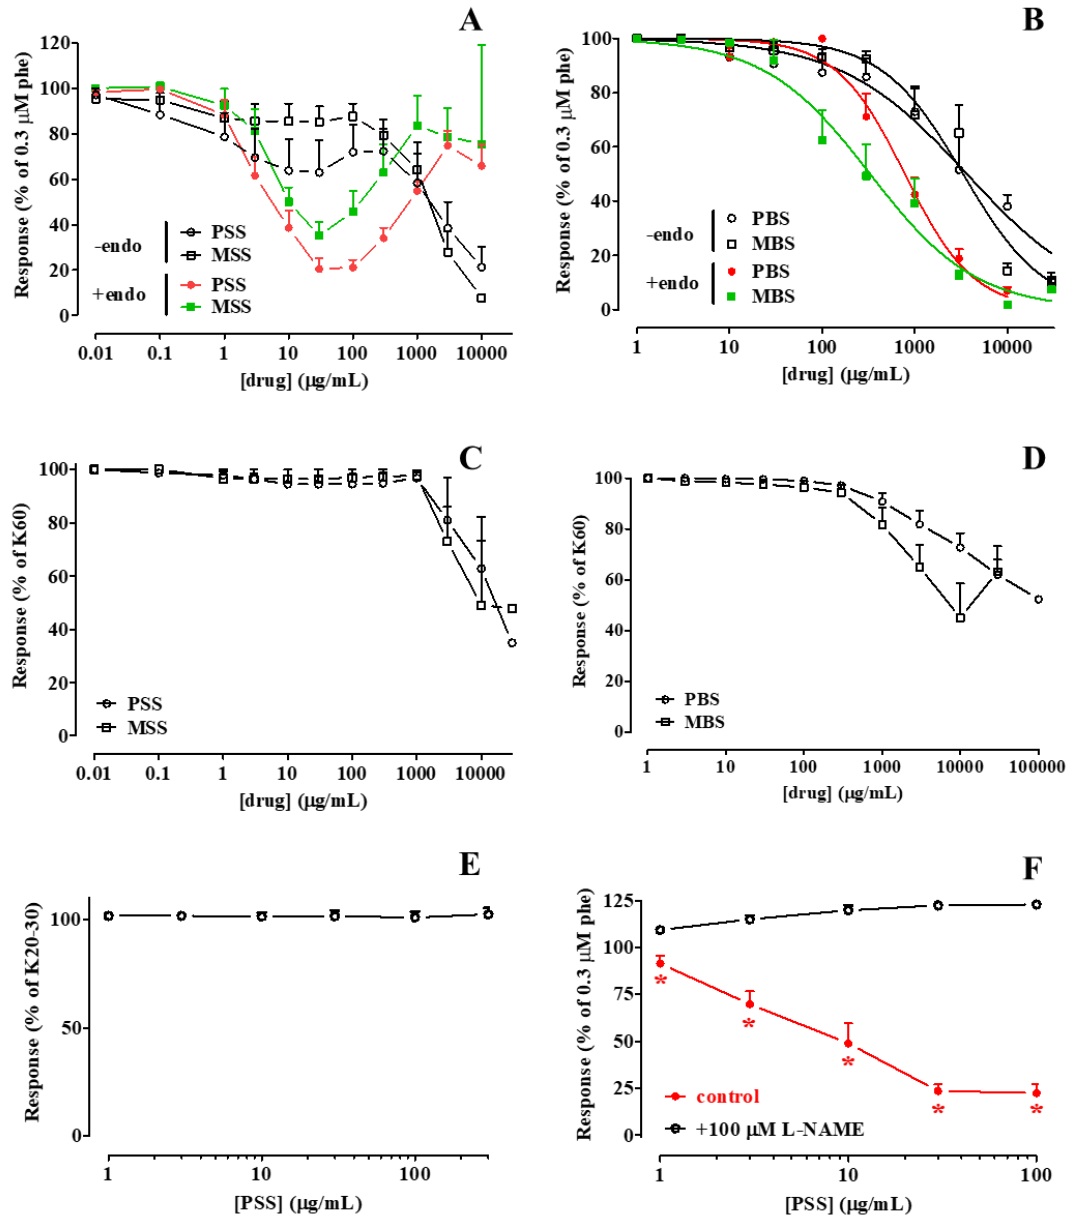 A
Response (% of 0.3 μM phe)
120
100
80
60
40
20
0
-endo
PSS
MSS
+endo
PSS
MSS
0.01 0.1 1 10 100 1000 10000
[drug] (μg/mL)
B
Response (% of 0.3 μM phe)
100
80
60
40
20
0
-endo
PBS
MBS
+endo
PBS
MBS
1 10 100 1000 10000
[drug] (μg/mL)
C
Response (% of K60)
100
80
60
40
20
0
PSS
MSS
0.01 0.1 1 10 100 1000 10000
[drug] (μg/mL)
D
Response (% of K60)
100
80
60
40
20
0
PBS
MBS
1 10 100 1000 10000 100000
[drug] (μg/mL)
E
Response (% of K20-30)
100
50
0
1 10 100
[PSS] (μg/mL)
F
Response (% of 0.3 μM phe)
125
100
75
50
25
0
* * * * *
control
+100 μM L-NAME
1 10 100
[PSS] (μg/mL)